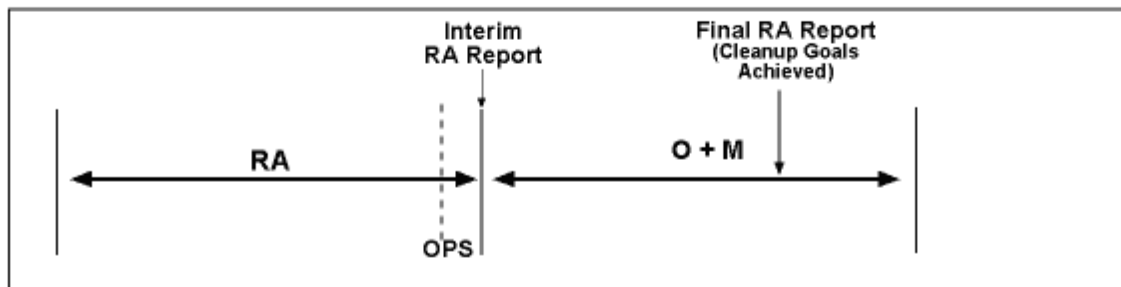 Interim
RA Report
Final RA Report
(Cleanup Goals
Achieved)
RA
O + M
OPS